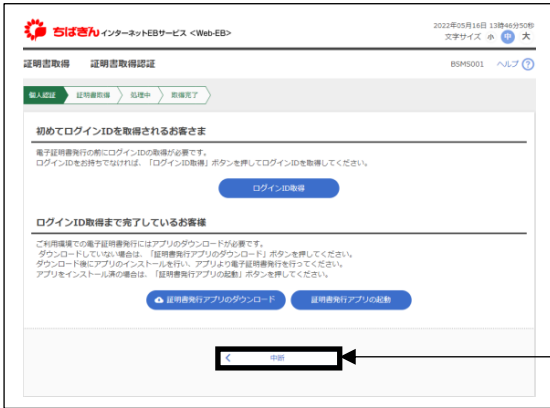 ちばぎん インターネットEBサービス <Web-EB>
2022年05月16日 13時46分50秒
文字サイズ 小 中 大
証明書取得 証明書取得認証
BSMS001 ヘルプ ?
個人認証 証明書取得 処理中 取得完了
初めてログインIDを取得されるお客さま
電子証明書発行の前にログインIDの取得が必要です。
ログインIDをお持ちでなければ、「ログインID取得」ボタンを押してログインIDを取得してください。
ログインID取得
ログインID取得まで完了しているお客様
ご利用環境での電子証明書発行にはアプリのダウンロードが必要です。
ダウンロードしていない場合は、「証明書発行アプリのダウンロード」ボタンを押してください。
ダウンロード後にアプリのインストールを行い、アプリより電子証明書発行を行ってください。
アプリをインストール済の場合は、「証明書発行アプリの起動」ボタンを押してください。
証明書発行アプリのダウンロード 証明書発行アプリの起動
中断